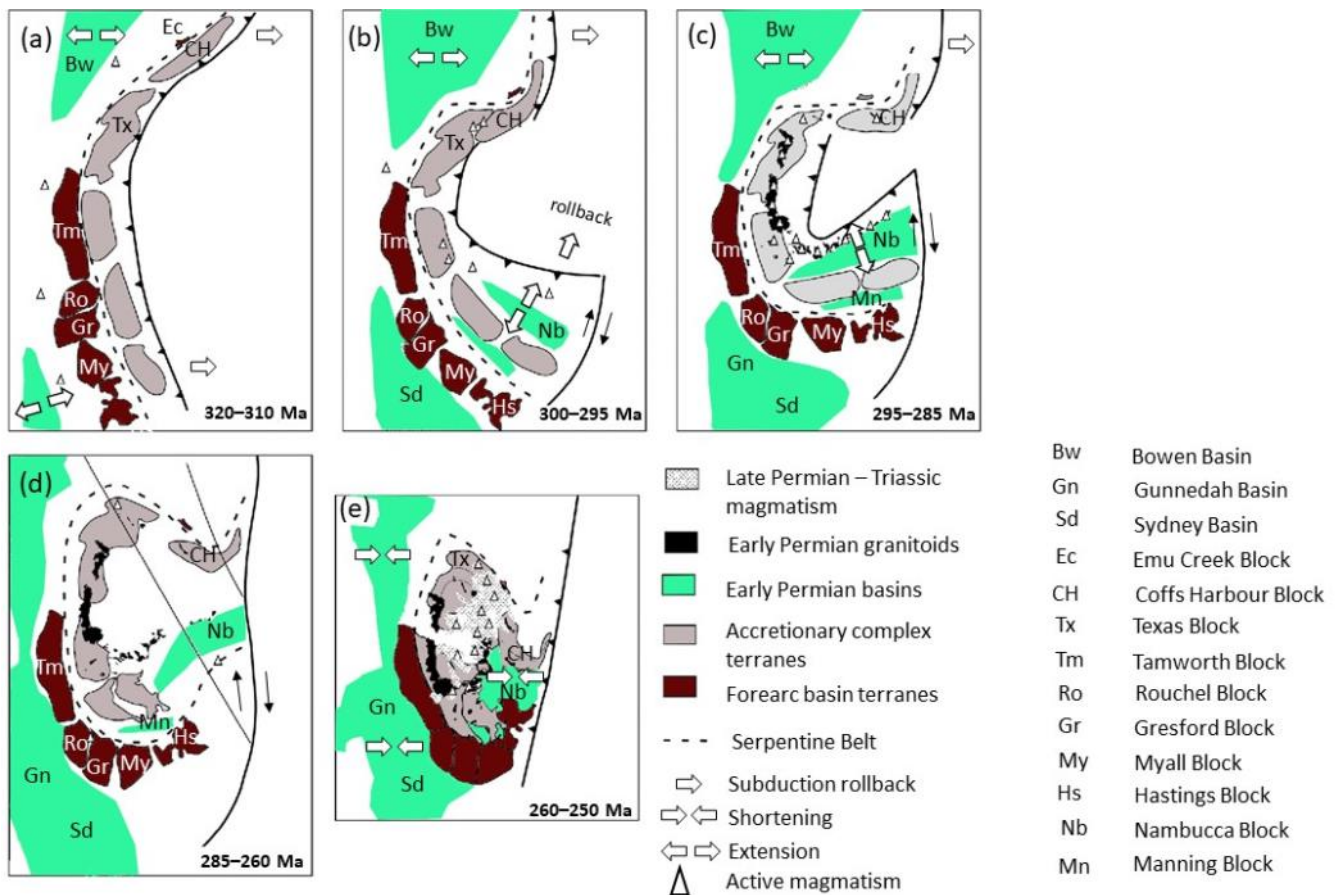 (a)
Ec
CH
Bw
Tx
Tm
Ro
Gr
My
320–310 Ma
(b)
Bw
CH
Tx
rollback
Tm
Ro
Gr
Nb
My
Sd
Hs
300–295 Ma
(c)
Bw
CH
Tm
Nb
Mn
Ro
Gr
My
Hs
Gn
Sd
295–285 Ma
(d)
CH
Nb
Tm
Mn
Ro
Gr
My
Hs
Gn
Sd
285–260 Ma
(e)
Tx
CH
Nb
Gn
Sd
260–250 Ma
Late Permian – Triassic
magmatism
Early Permian granitoids
Early Permian basins
Accretionary complex
terranes
Forearc basin terranes
Serpentine Belt
Subduction rollback
Shortening
Extension
Active magmatism
Bw Bowen Basin
Gn Gunnedah Basin
Sd Sydney Basin
Ec Emu Creek Block
CH Coffs Harbour Block
Tx Texas Block
Tm Tamworth Block
Ro Rouchel Block
Gr Gresford Block
My Myall Block
Hs Hastings Block
Nb Nambucca Block
Mn Manning Block